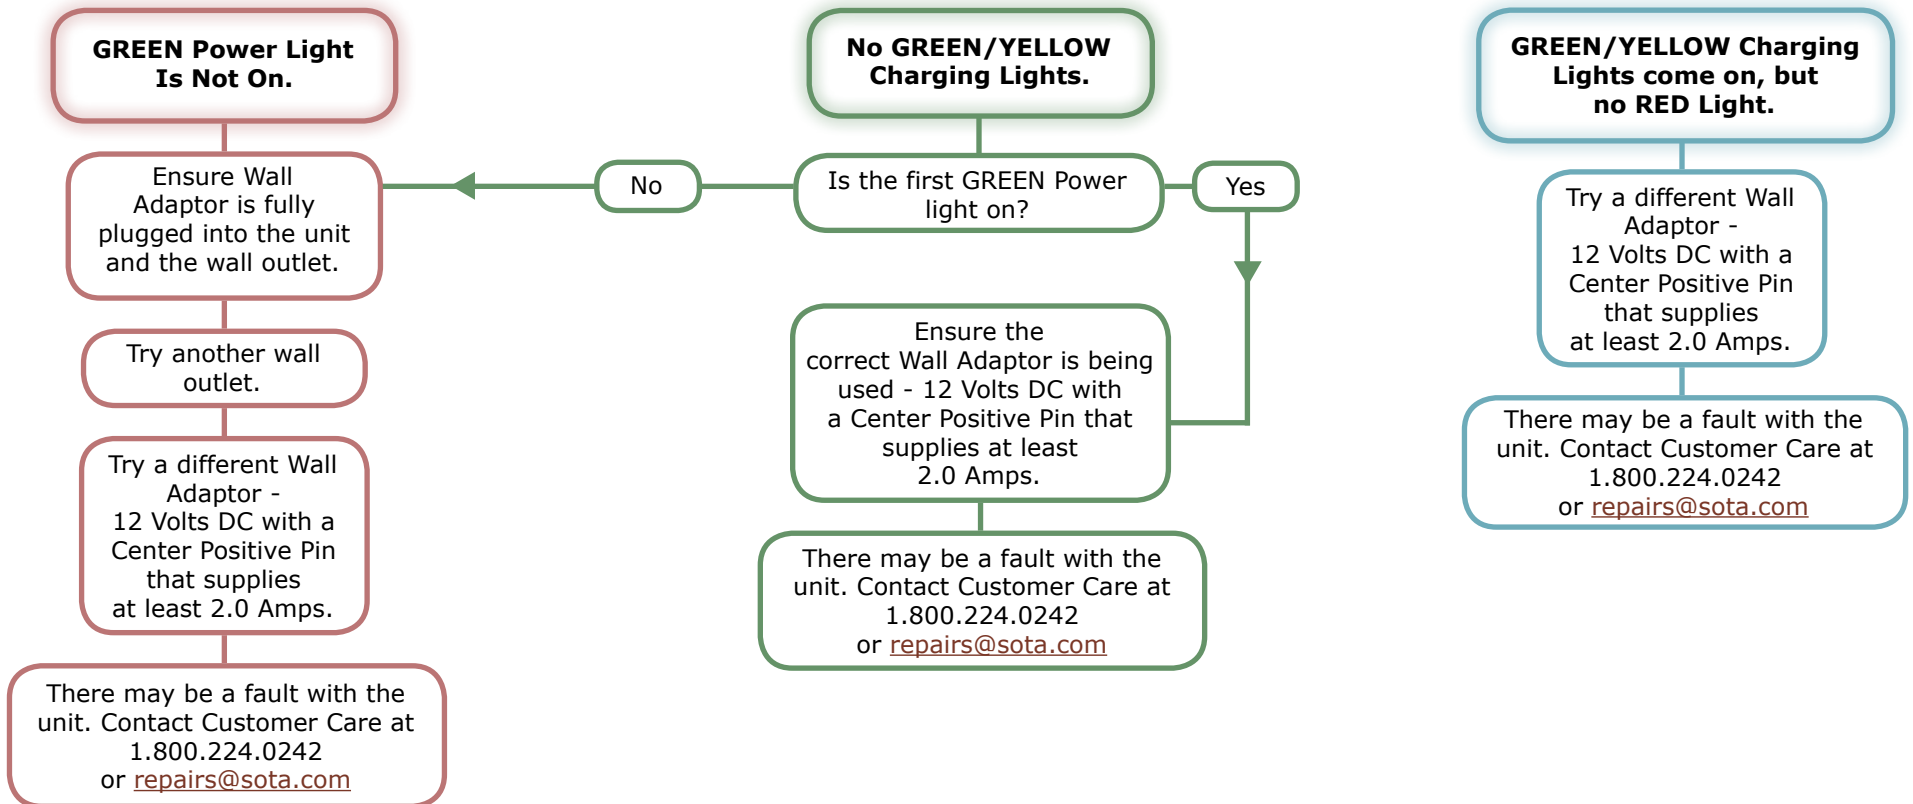 GREEN Power Light
Is Not On.
Ensure Wall
Adaptor is fully
plugged into the unit
and the wall outlet.
Try another wall
outlet.
Try a different Wall
Adaptor -
12 Volts DC with a
Center Positive Pin
that supplies
at least 2.0 Amps.
There may be a fault with the
unit. Contact Customer Care at
1.800.224.0242
or repairs@sota.com
No GREEN/YELLOW
Charging Lights.
Is the first GREEN Power
light on?
No
Yes
Ensure the
correct Wall Adaptor is being
used - 12 Volts DC with
a Center Positive Pin that
supplies at least
2.0 Amps.
There may be a fault with the
unit. Contact Customer Care at
1.800.224.0242
or repairs@sota.com
GREEN/YELLOW Charging
Lights come on, but
no RED Light.
Try a different Wall
Adaptor -
12 Volts DC with a
Center Positive Pin
that supplies
at least 2.0 Amps.
There may be a fault with the
unit. Contact Customer Care at
1.800.224.0242
or repairs@sota.com